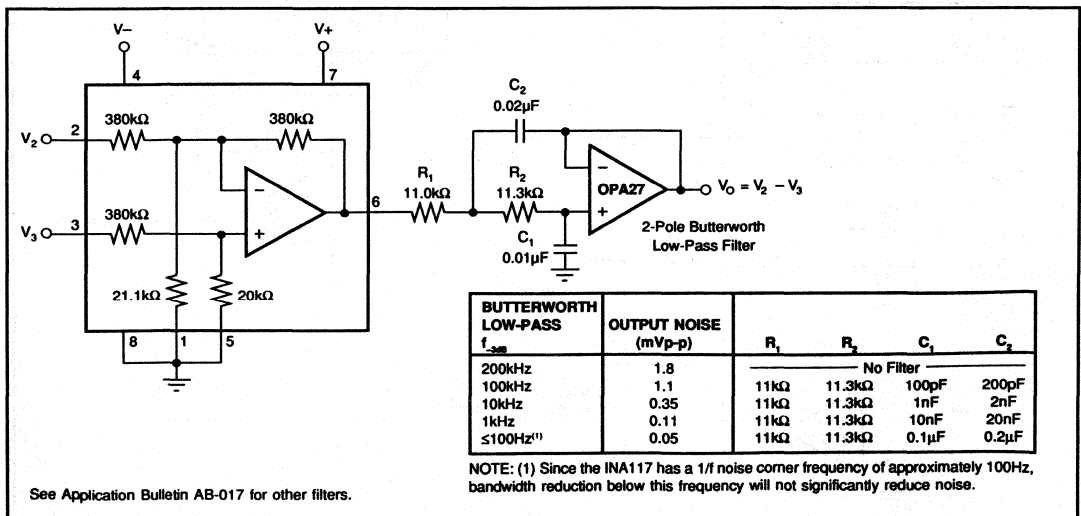 V–
V+
4
7
380kΩ
380kΩ
V2
2
V3
3
380kΩ
6
21.1kΩ
20kΩ
8
1
5
–
+
C2
0.02µF
R1
11.0kΩ
R2
11.3kΩ
–
OPA27
+
VO = V2 – V3
C1
0.01µF
2-Pole Butterworth
Low-Pass Filter
BUTTERWORTH
LOW-PASS
f–3dB
OUTPUT NOISE
(mVp-p)
R1 R2 C1 C2
200kHz 1.8 No Filter
100kHz 1.1 11kΩ 11.3kΩ 100pF 200pF
10kHz 0.35 11kΩ 11.3kΩ 1nF 2nF
1kHz 0.11 11kΩ 11.3kΩ 10nF 20nF
≤100Hz(1) 0.05 11kΩ 11.3kΩ 0.1µF 0.2µF
NOTE: (1) Since the INA117 has a 1/f noise corner frequency of approximately 100Hz,
bandwidth reduction below this frequency will not significantly reduce noise.
See Application Bulletin AB-017 for other filters.